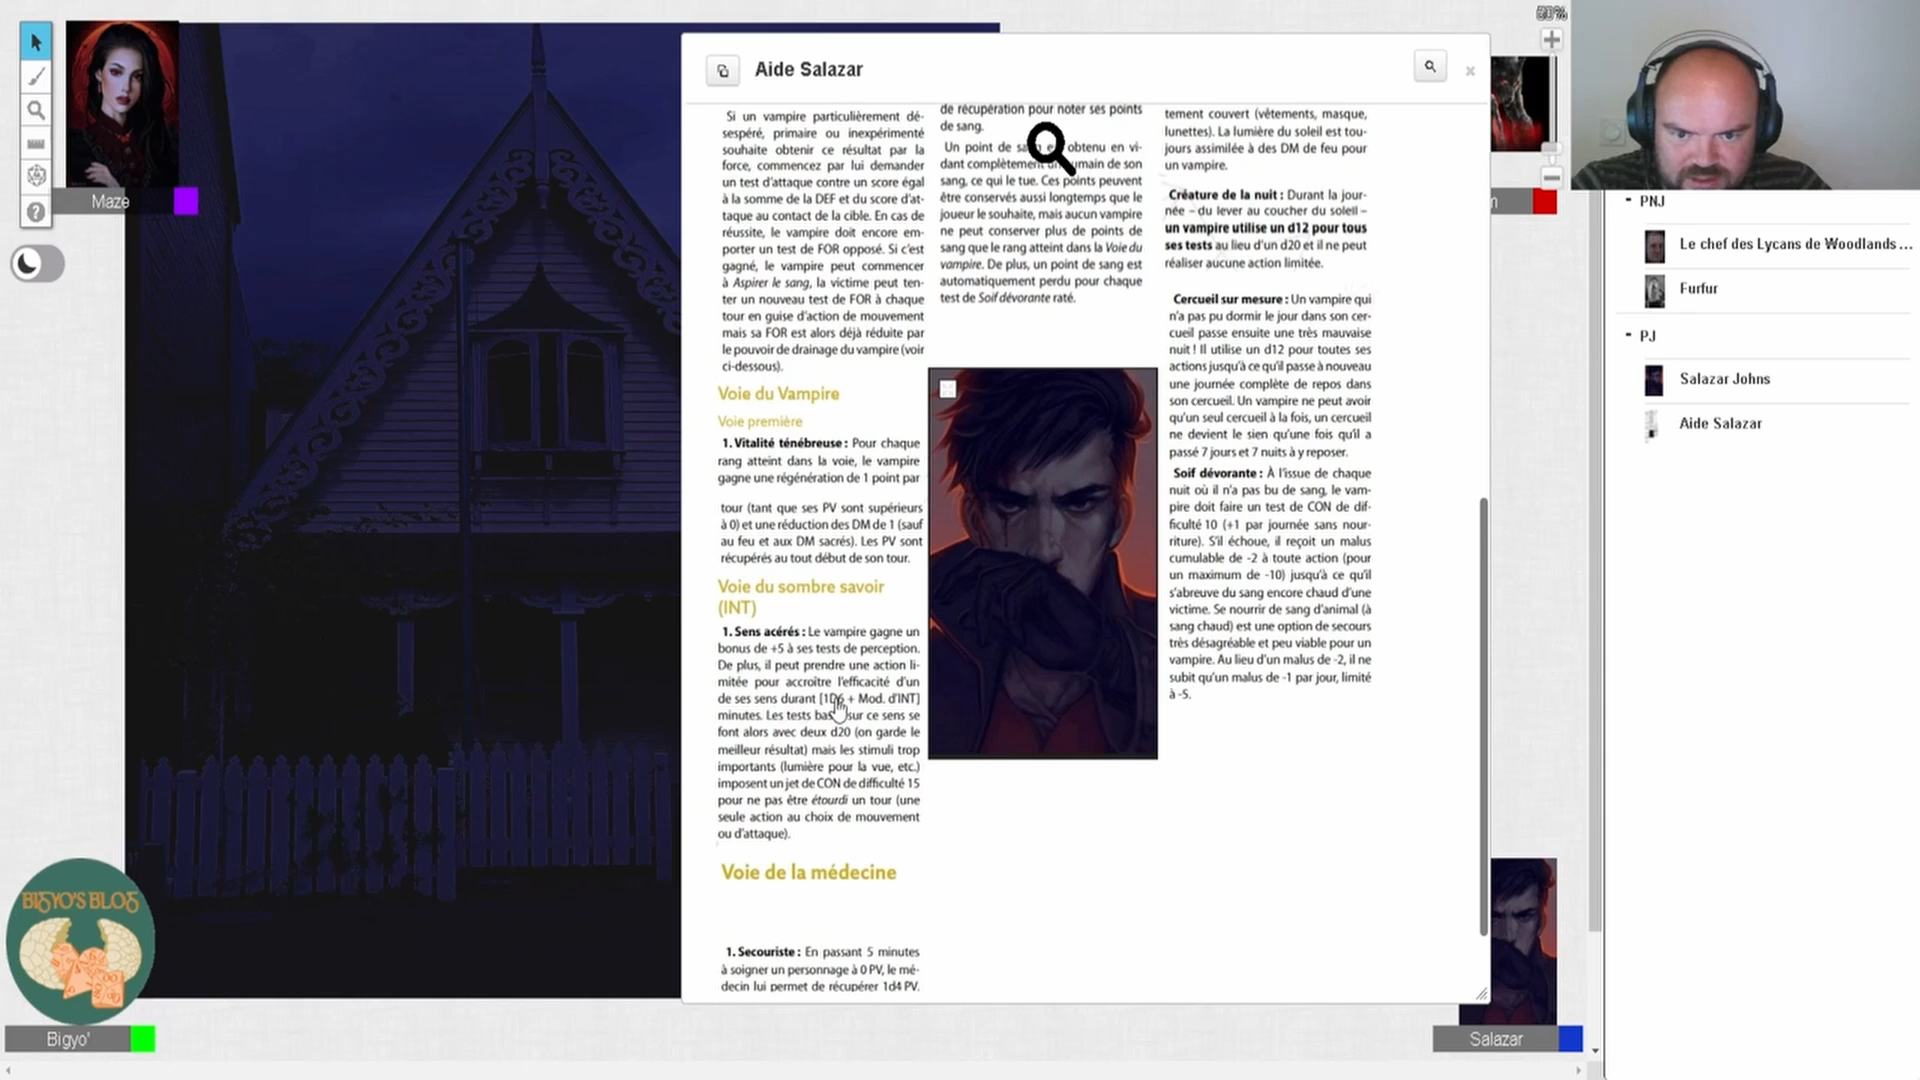 Maze
Aide Salazar
Si un vampire particulièrement dé-
sespéré, primaire ou inexpérimenté
souhaite obtenir ce résultat par la
force, commencez par lui demander
un test d'attaque contre un score égal
à la somme de la DEF et du score d'at-
taque au contact de la cible. En cas de
réussite, le vampire doit encore em-
porter un test de FOR opposé. Si c'est
gagné, le vampire peut commencer
à Aspirer le sang, la victime peut ten-
ter un nouveau test de FOR à chaque
tour en guise d'action de mouvement
mais sa FOR est alors déjà réduite par
le pouvoir de drainage du vampire (voir
ci-dessous).
Voie du Vampire
Voie première
1. Vitalité ténébreuse : Pour chaque
rang atteint dans la voie, le vampire
gagne une régénération de 1 point par
tour (tant que ses PV sont supérieurs
à 0) et une réduction des DM de 1 (sauf
au feu et aux DM sacrés). Les PV sont
récupérés au tout début de son tour.
Voie du sombre savoir
(INT)
1. Sens acérés : Le vampire gagne un
bonus de +5 à ses tests de perception.
De plus, il peut prendre une action li-
mitée pour accroître l'efficacité d'un
de ses sens durant [1D6 + Mod. d'INT]
minutes. Les tests sur ce sens se
font alors avec deux d20 (on garde le
meilleur résultat) mais les stimuli trop
importants (lumière pour la vue, etc.)
imposent un jet de CON de difficulté 15
pour ne pas être étourdi un tour (une
seule action au choix de mouvement
ou d'attaque).
Voie de la médecine
1. Secouriste : En passant 5 minutes
à soigner un personnage à 0 PV, le mé-
decin lui permet de récupérer 1d4 PV.
de récupération pour noter ses points
de sang.
Un point de obtenu en vi-
dant complètement humain de son
sang, ce qui le tue. Ces points peuvent
être conservés aussi longtemps que le
joueur le souhaite, mais aucun vampire
ne peut conserver plus de points de
sang que le rang atteint dans la Voie du
vampire. De plus, un point de sang est
automatiquement perdu pour chaque
test de Soif dévorante raté.
tement couvert (vêtements, masque,
lunettes). La lumière du soleil est tou-
jours assimilée à des DM de feu pour
un vampire.
Créature de la nuit : Durant la jour-
née – du lever au coucher du soleil –
un vampire utilise un d12 pour tous
ses tests au lieu d'un d20 et il ne peut
réaliser aucune action limitée.
Cercueil sur mesure : Un vampire qui
n'a pas pu dormir le jour dans son cer-
cueil passe ensuite une très mauvaise
nuit ! Il utilise un d12 pour toutes ses
actions jusqu'à ce qu'il passe à nouveau
une journée complète de repos dans
son cercueil. Un vampire ne peut avoir
qu'un seul cercueil à la fois, un cercueil
ne devient le sien qu'une fois qu'il a
passé 7 jours et 7 nuits à y reposer.
Soif dévorante : À l'issue de chaque
nuit où il n'a pas bu de sang, le vam-
pire doit faire un test de CON de dif-
ficulté 10 (+1 par journée sans nour-
riture). S'il échoue, il reçoit un malus
cumulable de -2 à toute action (pour
un maximum de -10) jusqu'à ce qu'il
s'abreuve du sang encore chaud d'une
victime. Se nourrir de sang d'animal (à
sang chaud) est une option de secours
très désagréable et peu viable pour un
vampire. Au lieu d'un malus de -2, il ne
subit qu'un malus de -1 par jour, limité
à -5.
PNJ
Le chef des Lycans de Woodlands ...
Furfur
PJ
Salazar Johns
Aide Salazar
BIGYO'S BLOG
Bigyo'
Salazar